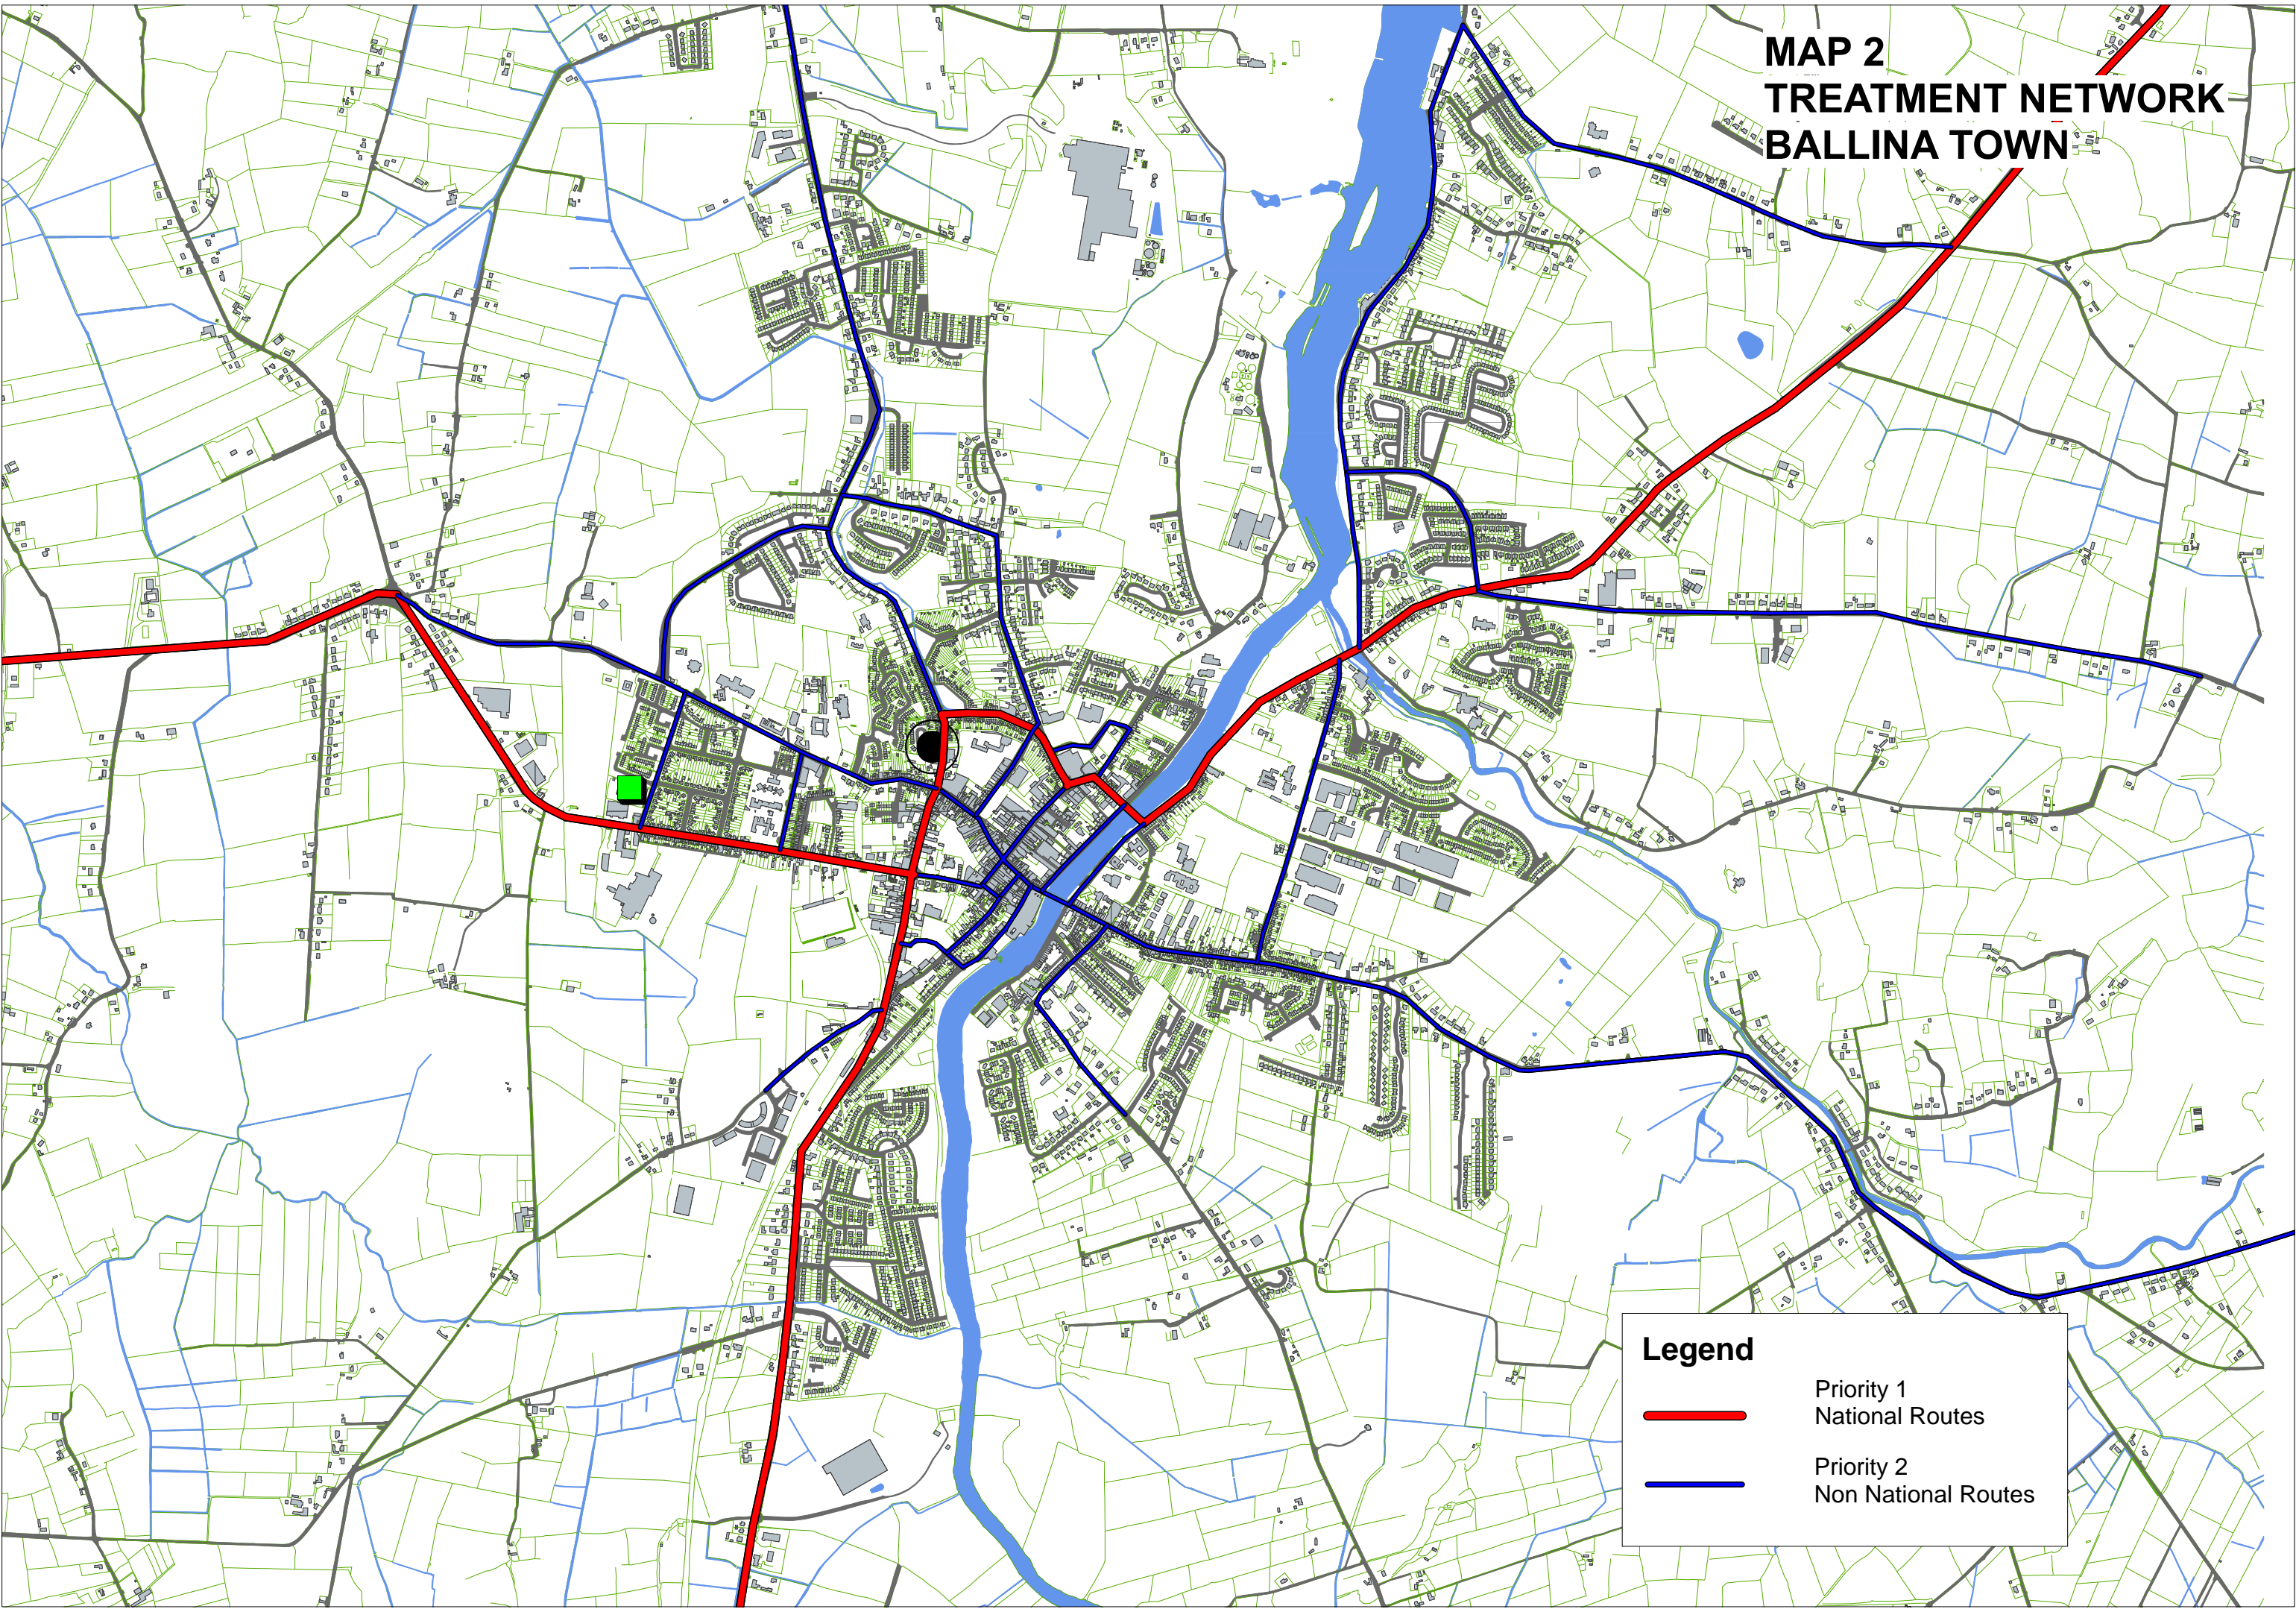 MAP 2
TREATMENT NETWORK
BALLINA TOWN
Legend
Priority 1
National Routes
Priority 2
Non National Routes